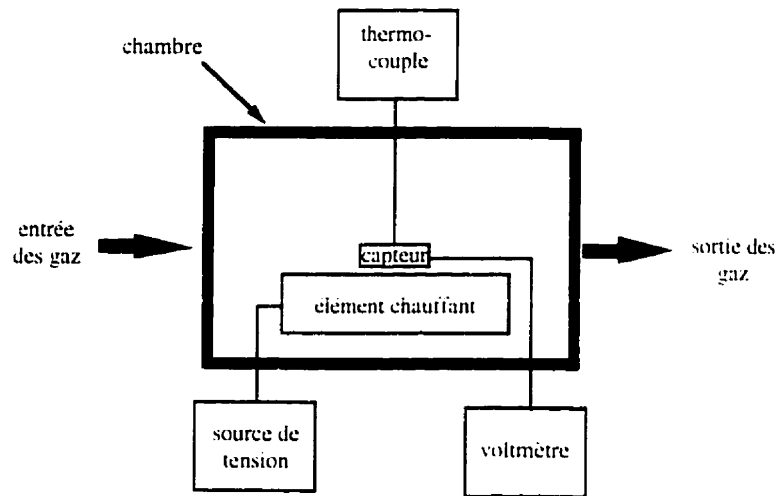 thermo-
couple
chambre
entrée
des gaz
capteur
sortie des
gaz
élément chauffant
source de
tension
voltmètre